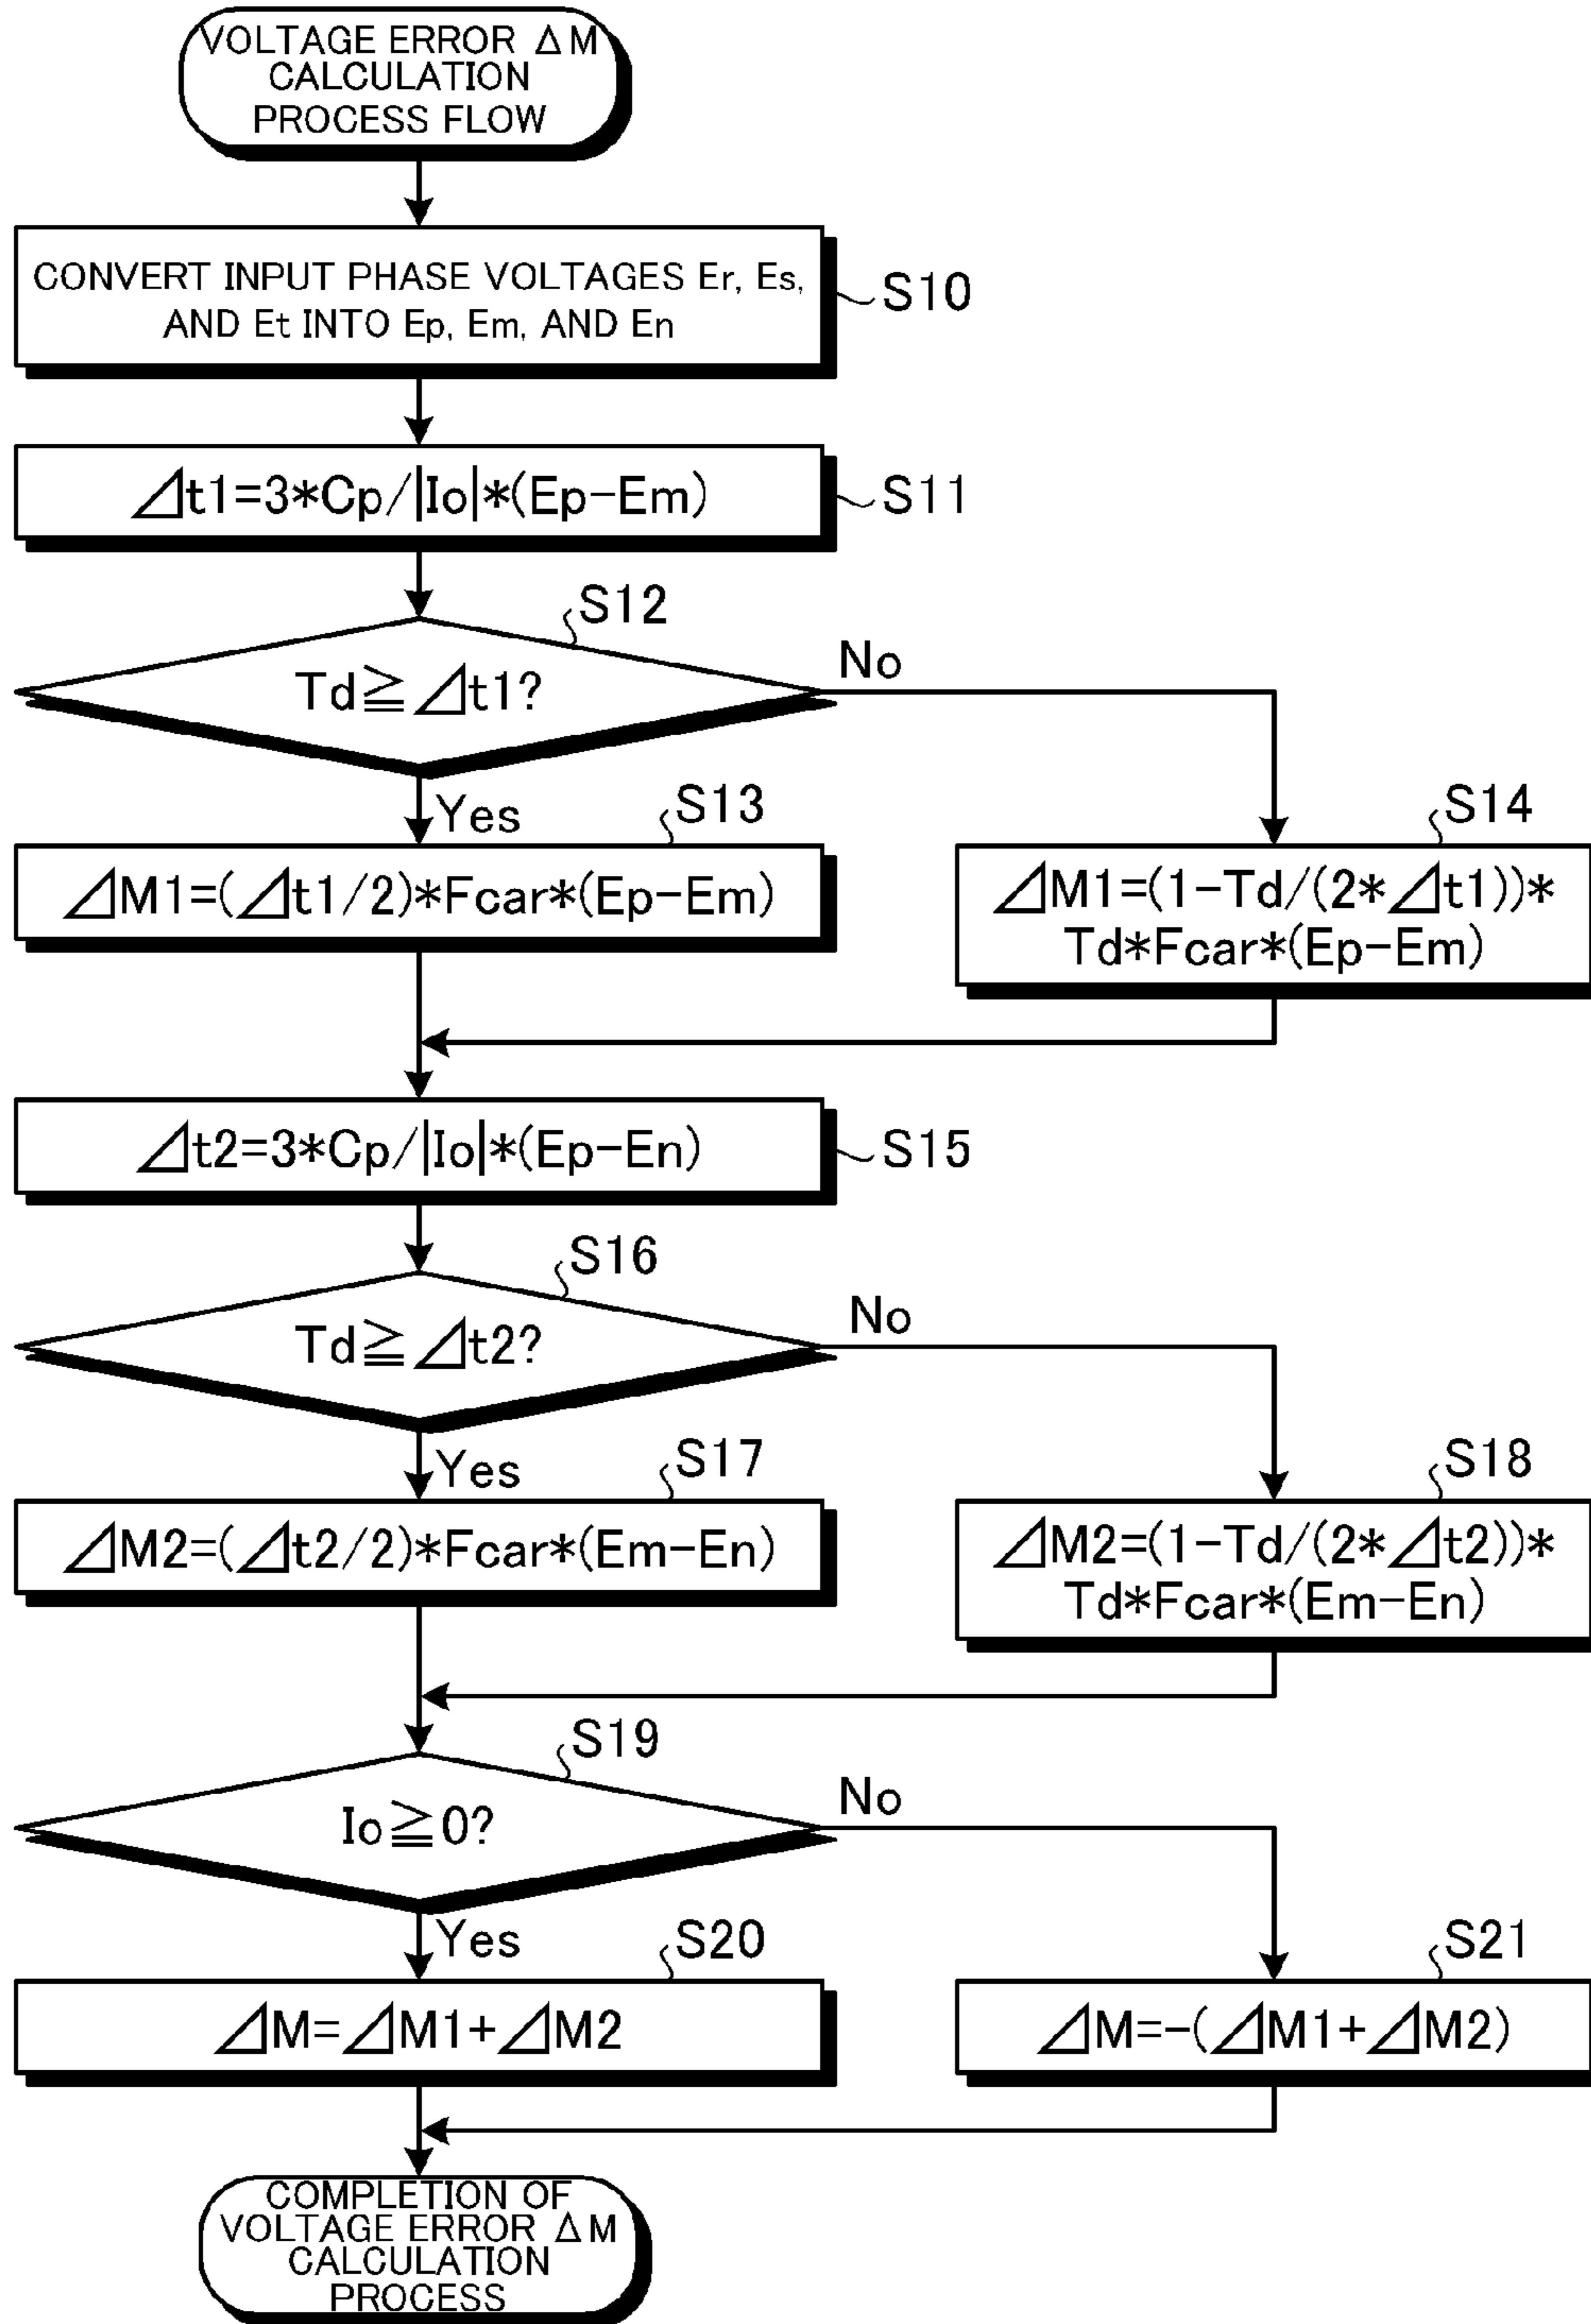 VOLTAGE ERROR ΔM
CALCULATION
PROCESS FLOW
CONVERT INPUT PHASE VOLTAGES Er, Es,
AND Et INTO Ep, Em, AND En
S10
⊿t1=3*Cp/|Io|*(Ep-Em)
S11
S12
Td≧⊿t1?
No
Yes
S13
⊿M1=(⊿t1/2)*Fcar*(Ep-Em)
S14
⊿M1=(1-Td/(2*⊿t1))*
Td*Fcar*(Ep-Em)
⊿t2=3*Cp/|Io|*(Ep-En)
S15
S16
Td≧⊿t2?
No
Yes
S17
⊿M2=(⊿t2/2)*Fcar*(Em-En)
S18
⊿M2=(1-Td/(2*⊿t2))*
Td*Fcar*(Em-En)
S19
Io≧0?
No
Yes
S20
⊿M=⊿M1+⊿M2
S21
⊿M=-(⊿M1+⊿M2)
COMPLETION OF
VOLTAGE ERROR ΔM
CALCULATION
PROCESS